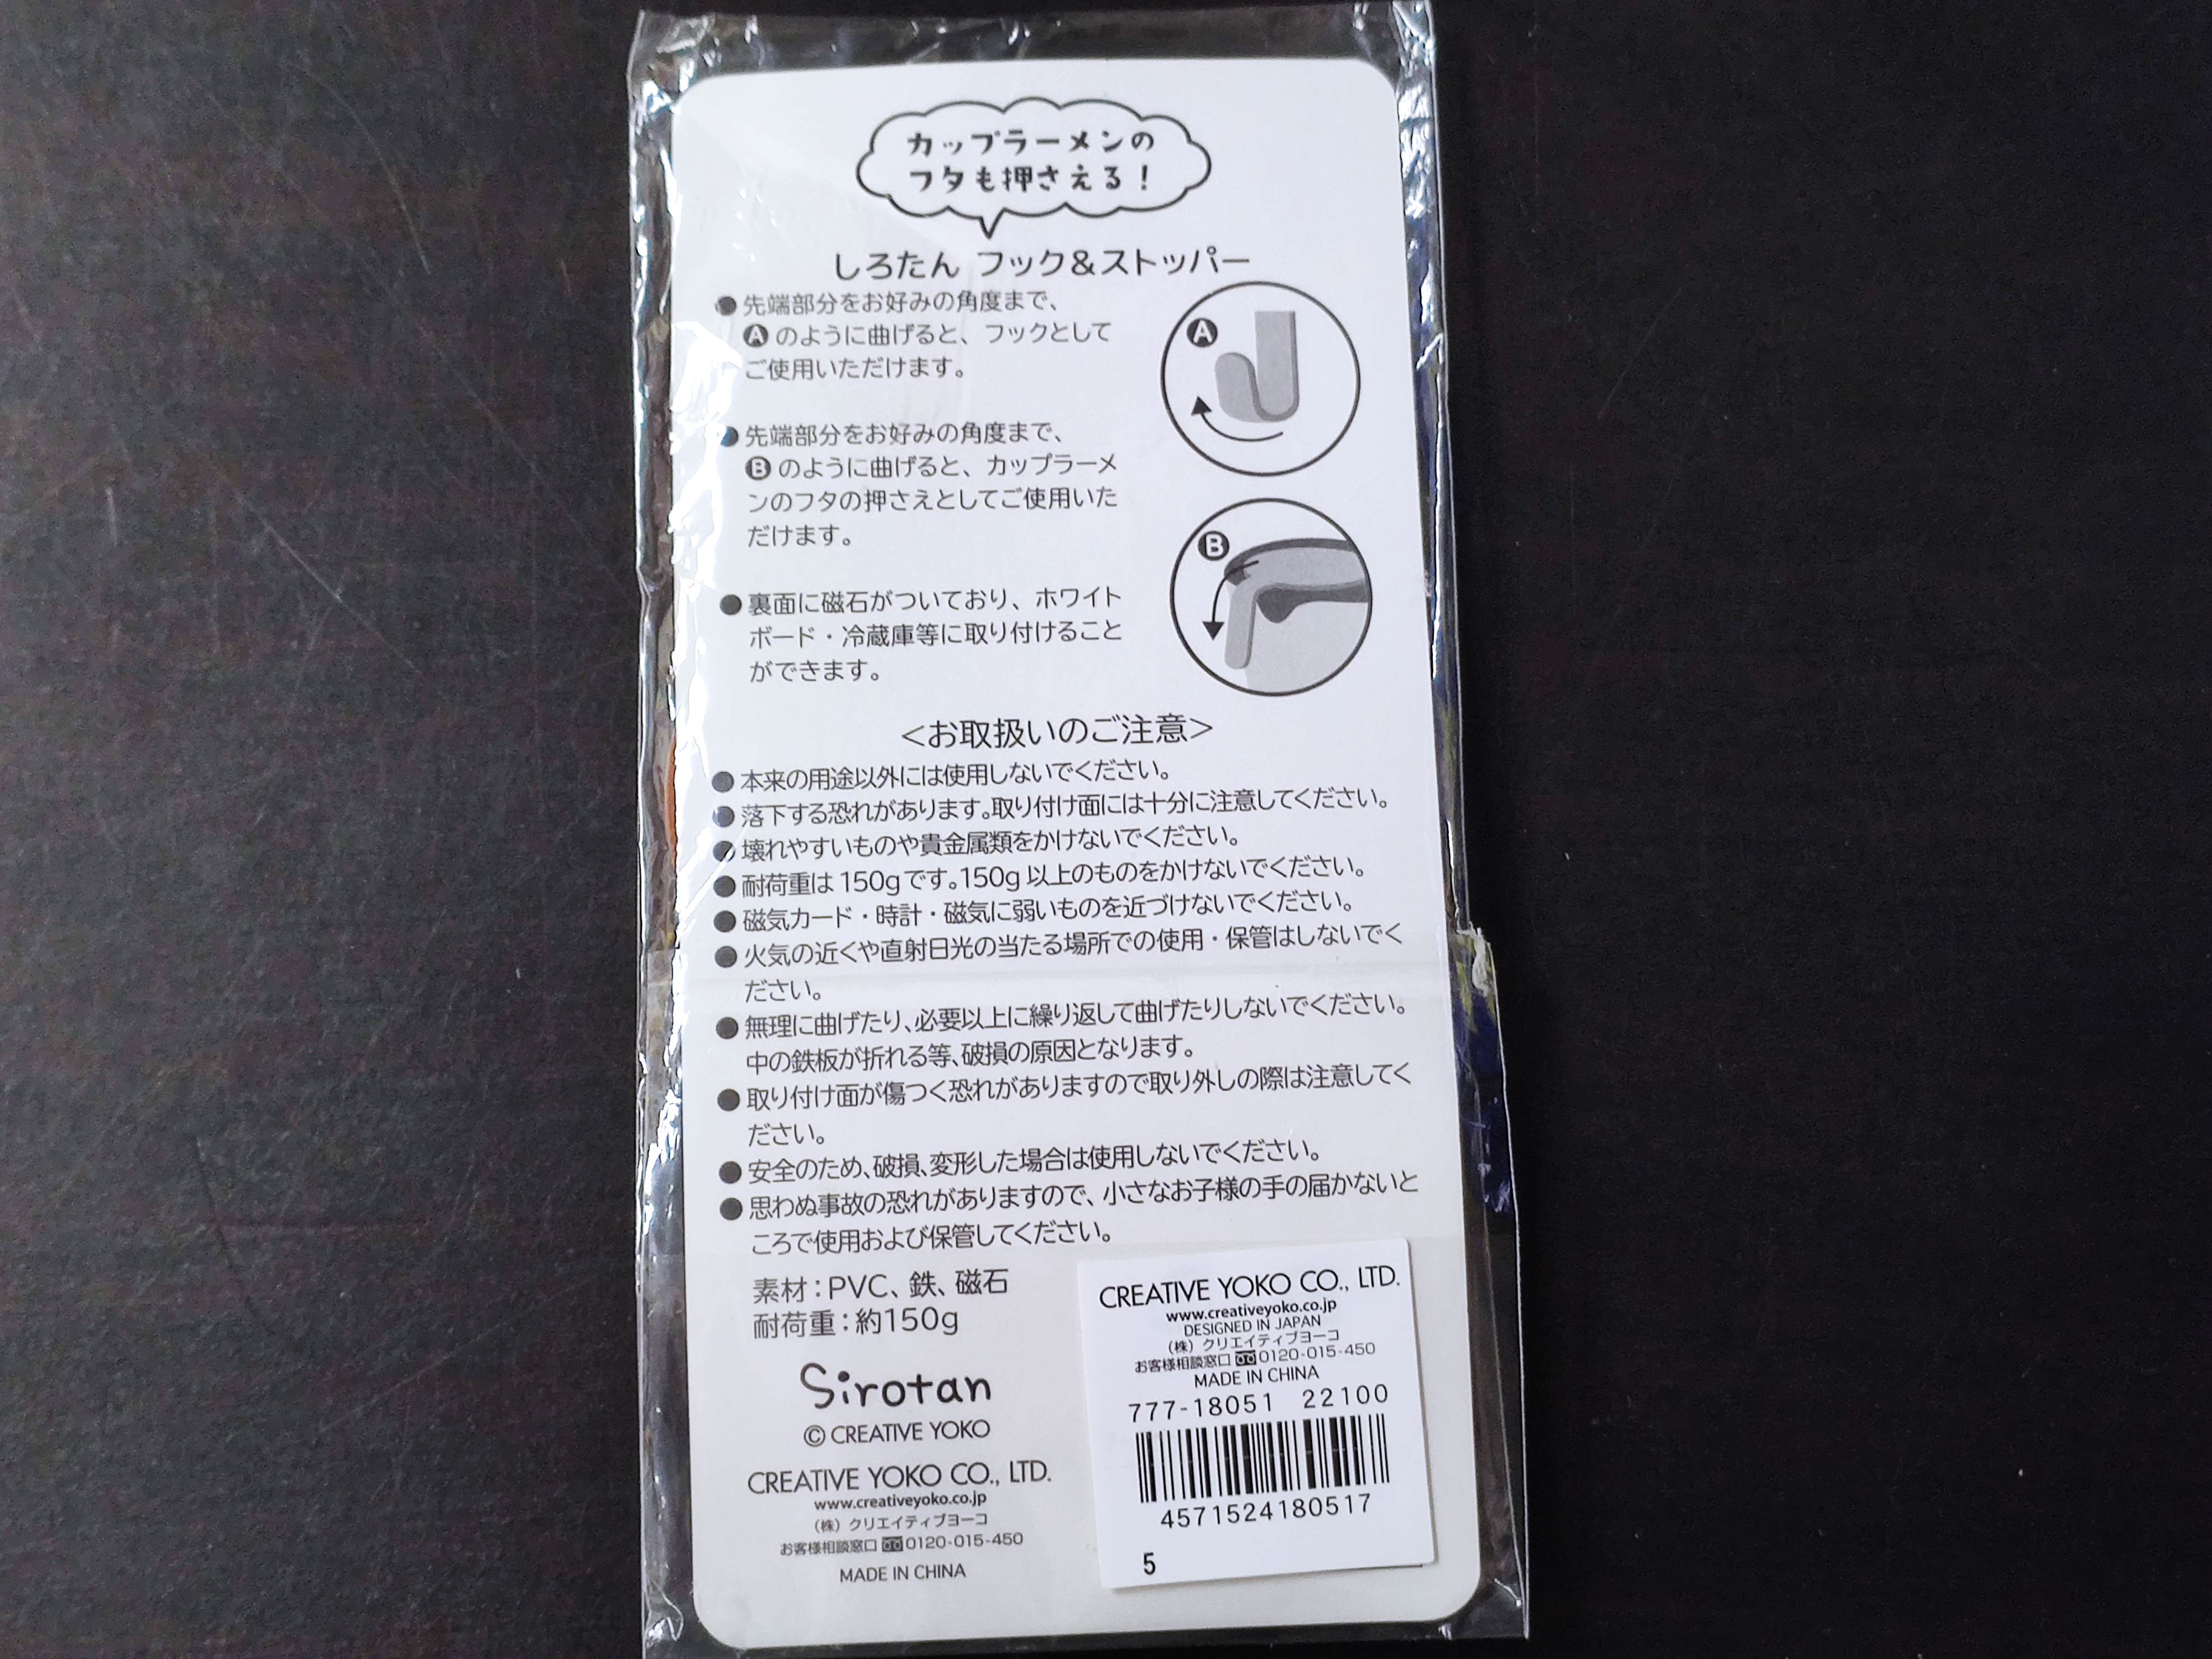 カップラーメンの
フタも押さえる！
しろたん フック＆ストッパー
●先端部分をお好みの角度まで、
Ⓐのように曲げると、フックとして
ご使用いただけます。
A
●先端部分をお好みの角度まで、
Ⓑのように曲げると、カップラーメ
ンのフタの押さえとしてご使用いた
だけます。
B
●裏面に磁石がついており、ホワイト
ボード・冷蔵庫等に取り付けること
ができます。
＜お取扱いのご注意＞
●本来の用途以外には使用しないでください。
●落下する恐れがあります。取り付け面には十分に注意してください。
●壊れやすいものや貴金属類をかけないでください。
●耐荷重は150gです。150g以上のものをかけないでください。
●磁気カード・時計・磁気に弱いものを近づけないでください。
●火気の近くや直射日光の当たる場所での使用・保管はしないでく
ださい。
●無理に曲げたり、必要以上に繰り返して曲げたりしないでください。
中の鉄板が折れる等、破損の原因となります。
●取り付け面が傷つく恐れがありますので取り外しの際は注意してく
ださい。
●安全のため、破損、変形した場合は使用しないでください。
●思わぬ事故の恐れがありますので、小さなお子様の手の届かないと
ころで使用および保管してください。
素材：PVC、鉄、磁石
耐荷重：約150g
Sirotan
© CREATIVE YOKO
CREATIVE YOKO CO., LTD.
www.creativeyoko.co.jp
（株）クリエイティブヨーコ
お客様相談窓口 0120-015-450
MADE IN CHINA
CREATIVE YOKO CO., LTD.
www.creativeyoko.co.jp
DESIGNED IN JAPAN
（株）クリエイティブヨーコ
お客様相談窓口 0120-015-450
MADE IN CHINA
777-18051 22100
4571524180517
5